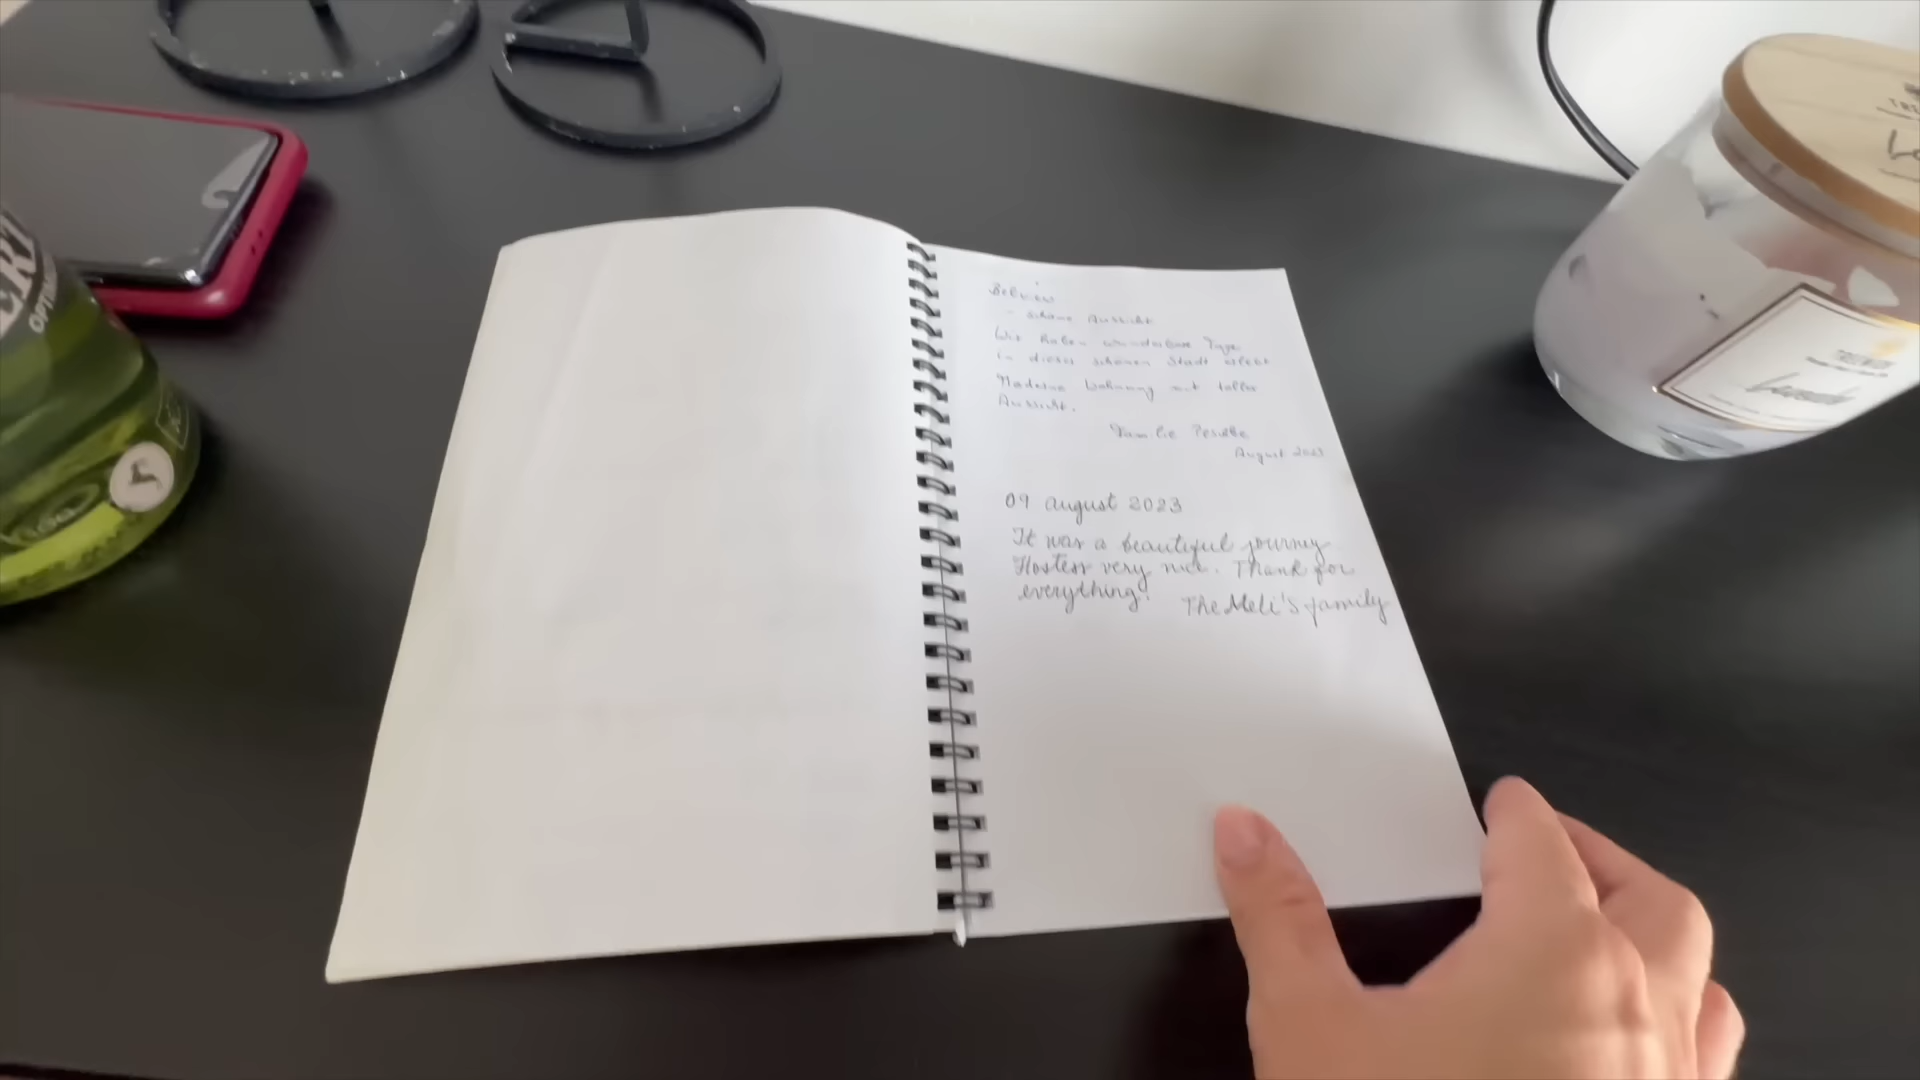 - schöne Aussicht
Wir haben wunderbare Tage
in dieser schönen Stadt erlebt
Moderne Wohnung mit toller
Aussicht.
Familie
August 2023
09 august 2023
It was a beautiful journey
Hostess very nice. Thank for
everything!
The Meli's family